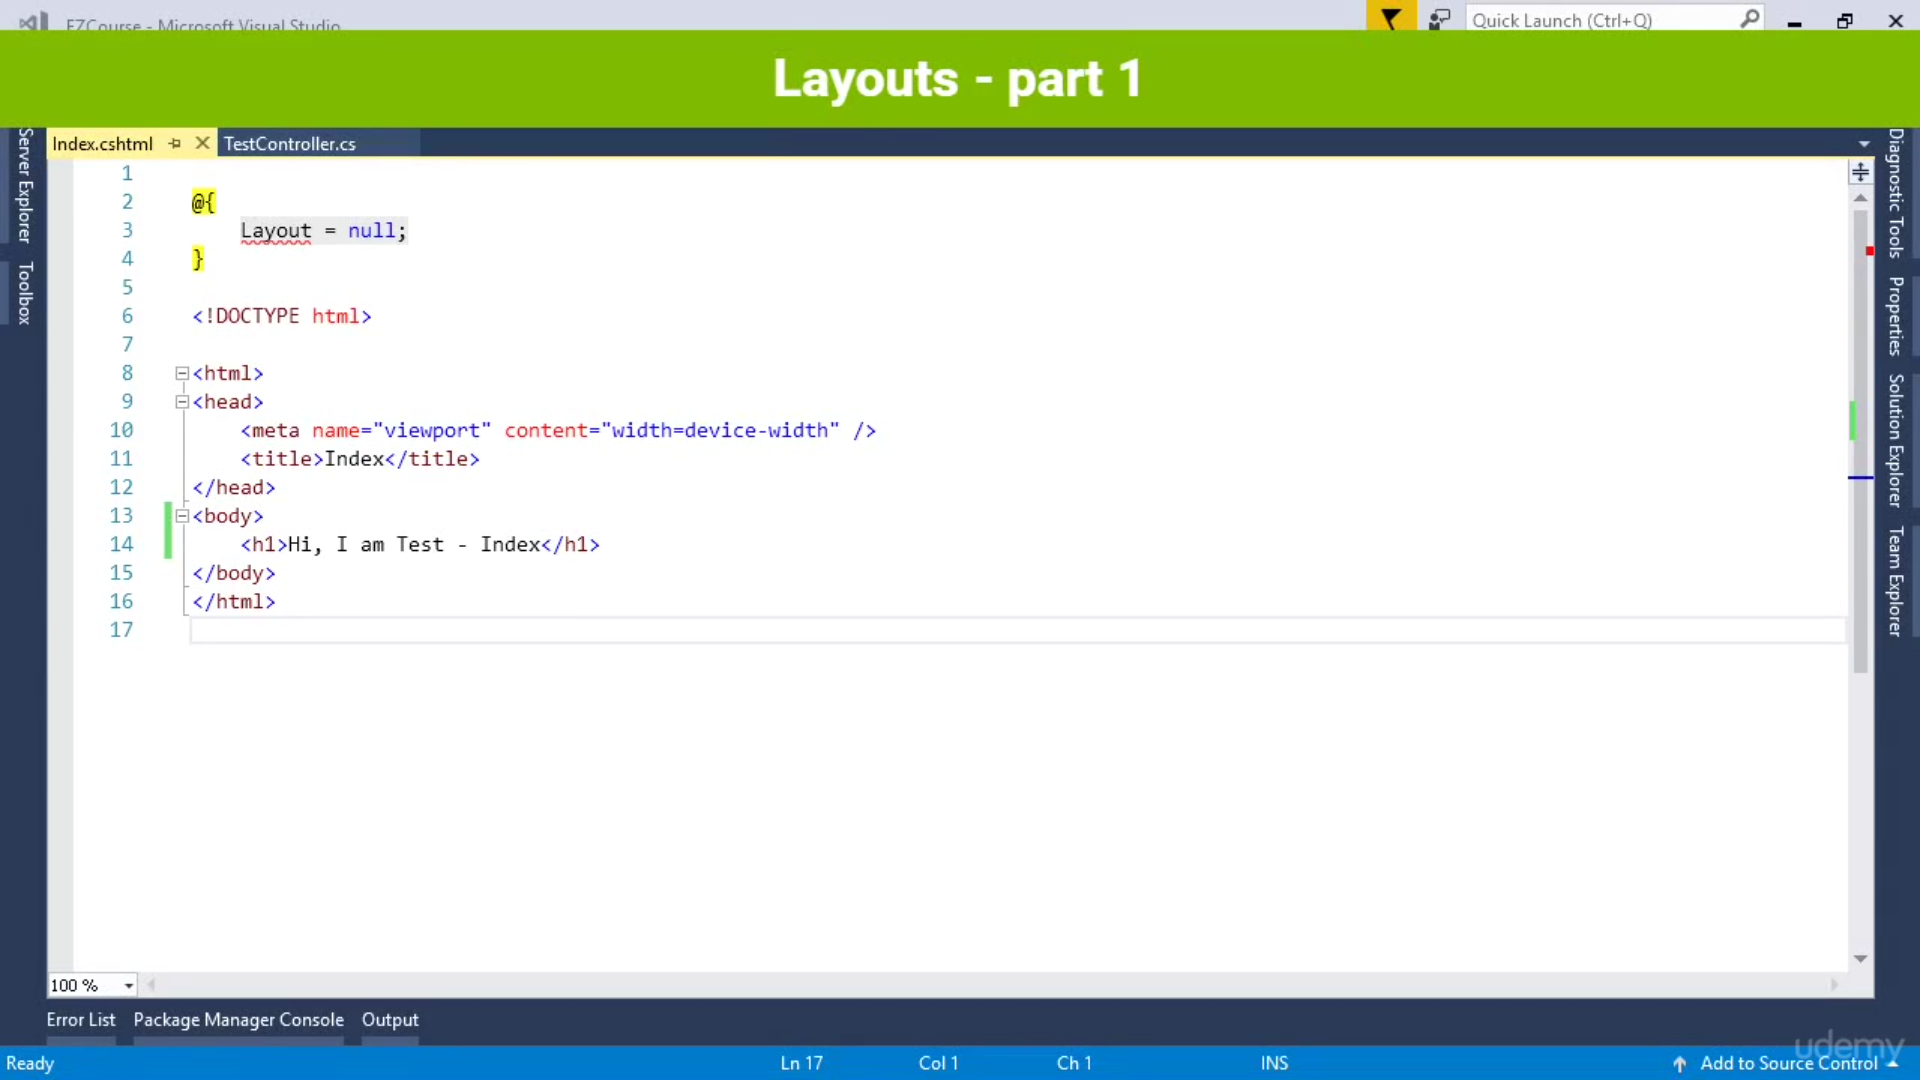 EZCourse - Microsoft Visual Studio
Quick Launch (Ctrl+Q)
Layouts - part 1
Index.cshtml
TestController.cs
Server Explorer
Toolbox
1
2 @{
3 Layout = null;
4 }
5
6 <!DOCTYPE html>
7
8 <html>
9 <head>
10 <meta name="viewport" content="width=device-width" />
11 <title>Index</title>
12 </head>
13 <body>
14 <h1>Hi, I am Test - Index</h1>
15 </body>
16 </html>
17
Diagnostic Tools
Properties
Solution Explorer
Team Explorer
100 %
Error List Package Manager Console Output
Ready Ln 17 Col 1 Ch 1 INS Add to Source Control
udemy